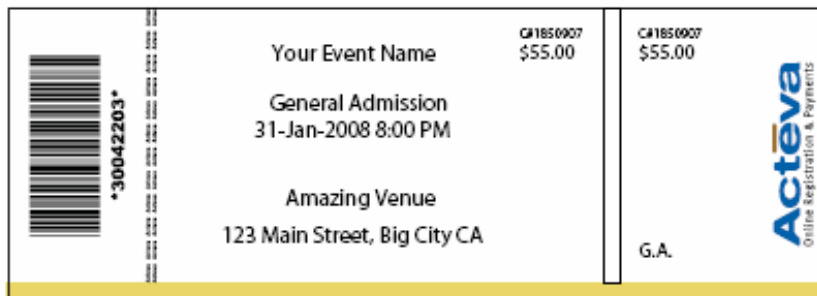 *30042203*
Your Event Name
C#1850907
$55.00
General Admission
31-Jan-2008 8:00 PM
Amazing Venue
123 Main Street, Big City CA
C#1850907
$55.00
G.A.
Actēva
Online Registration & Payments